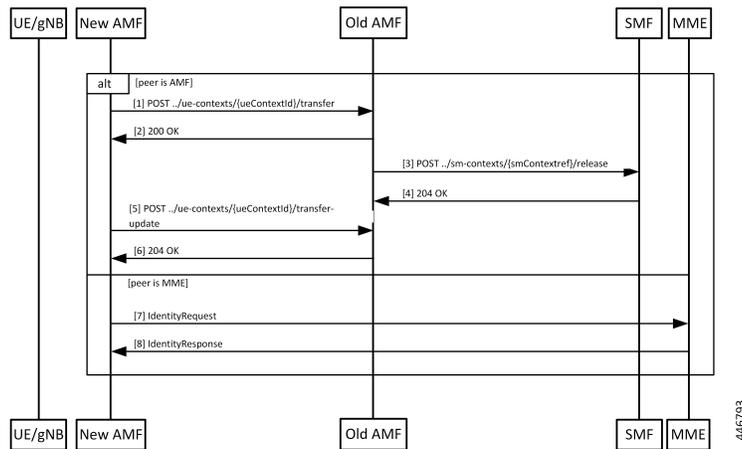 UE/gNB New AMF Old AMF SMF MME
alt [peer is AMF]
[1] POST ../ue-contexts/{ueContextId}/transfer
[2] 200 OK
[3] POST ../sm-contexts/{smContextref}/release
[4] 204 OK
[5] POST ../ue-contexts/{ueContextId}/transfer-
update
[6] 204 OK
[peer is MME]
[7] IdentityRequest
[8] IdentityResponse
UE/gNB New AMF Old AMF SMF MME
446793